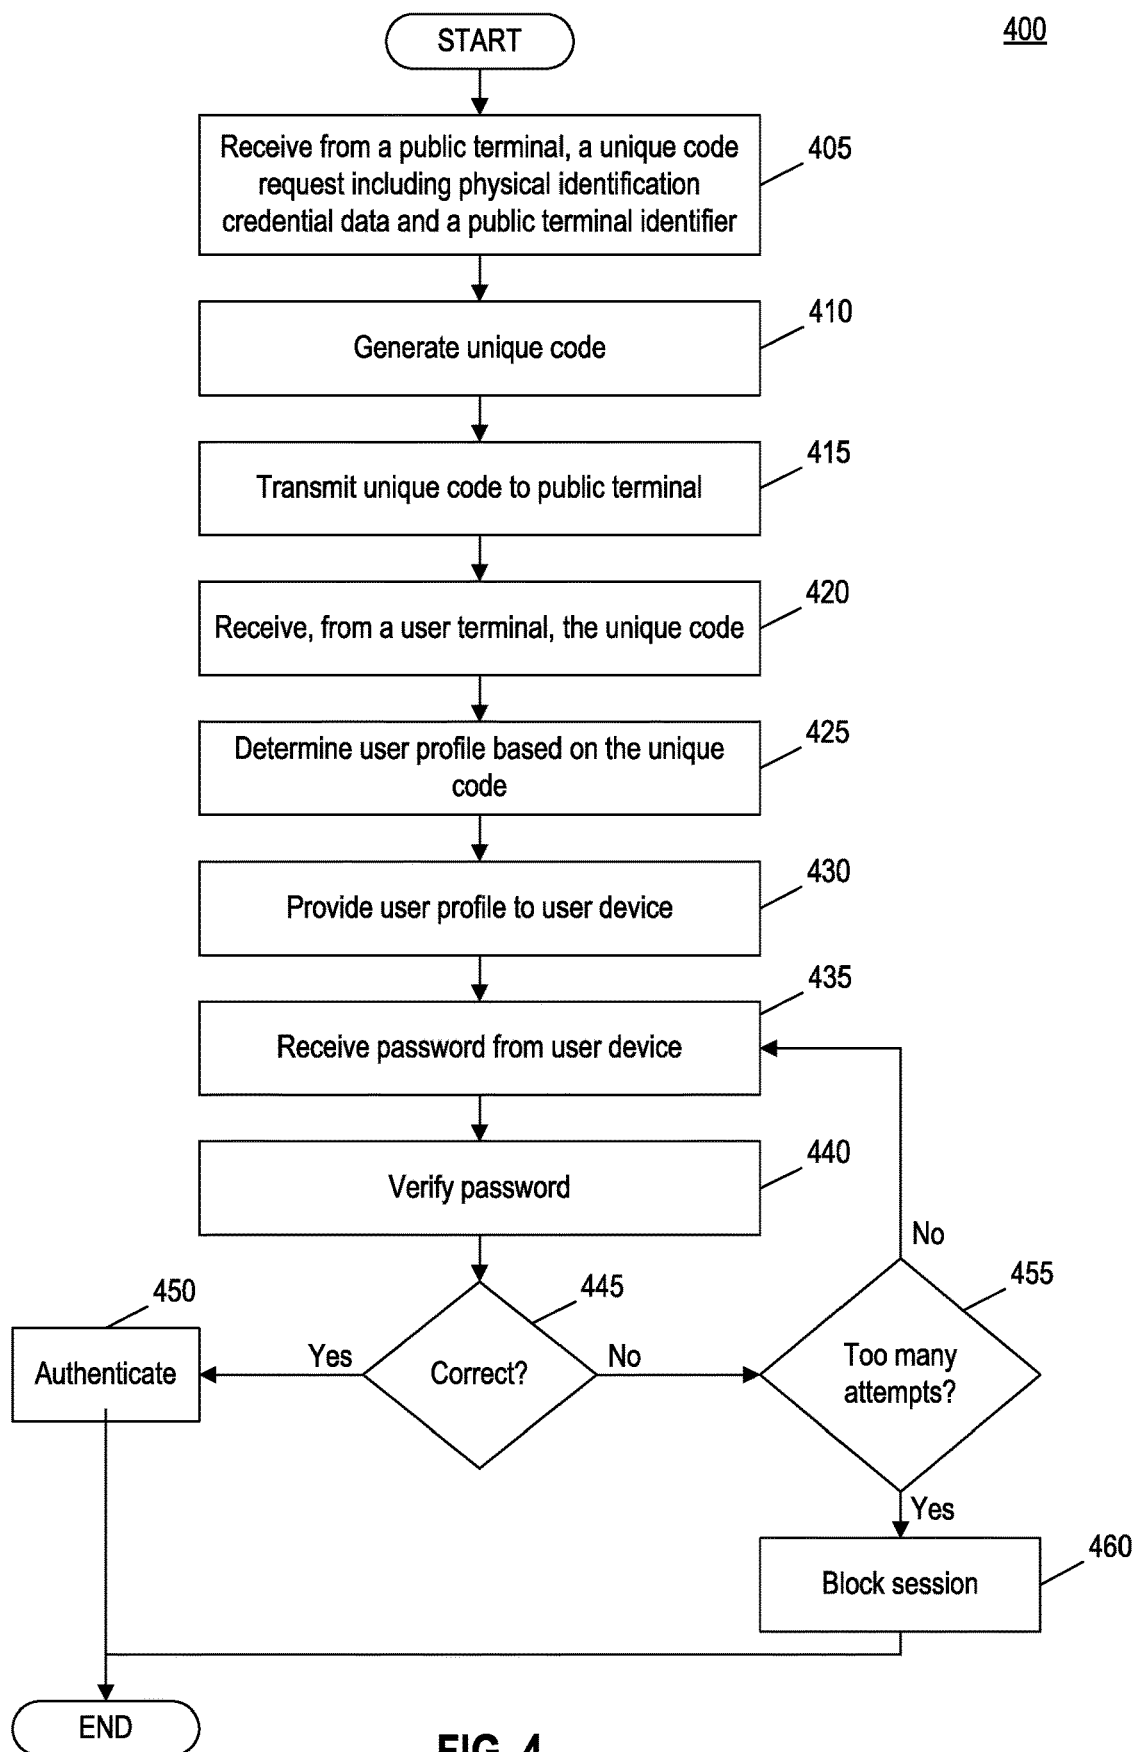 START
400
Receive from a public terminal, a unique code
request including physical identification
credential data and a public terminal identifier
405
Generate unique code
410
Transmit unique code to public terminal
415
Receive, from a user terminal, the unique code
420
Determine user profile based on the unique
code
425
Provide user profile to user device
430
Receive password from user device
435
Verify password
440
No
450
445
455
Authenticate
Yes
Correct?
No
Too many
attempts?
Yes
Block session
460
END
FIG. 4